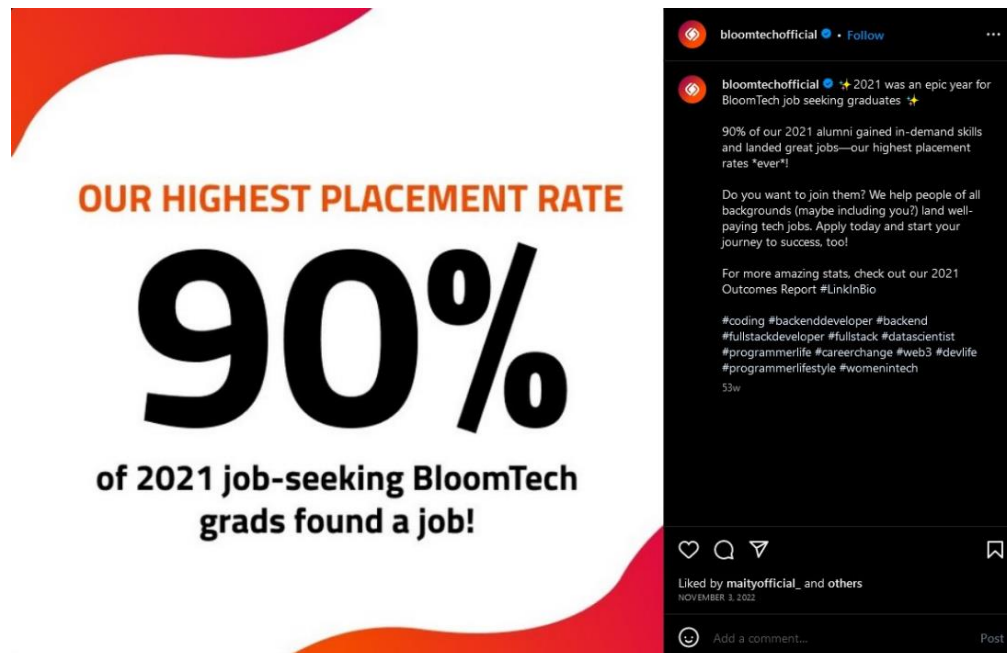 OUR HIGHEST PLACEMENT RATE
90%
of 2021 job-seeking BloomTech
grads found a job!
bloomtechofficial • Follow
bloomtechofficial ✨2021 was an epic year for
BloomTech job seeking graduates ✨
90% of our 2021 alumni gained in-demand skills
and landed great jobs—our highest placement
rates *ever*!
Do you want to join them? We help people of all
backgrounds (maybe including you?) land well-
paying tech jobs. Apply today and start your
journey to success, too!
For more amazing stats, check out our 2021
Outcomes Report #LinkInBio
#coding #backenddeveloper #backend
#fullstackdeveloper #fullstack #datascientist
#programmerlife #careerchange #web3 #devlife
#programmerlifestyle #womenintech
53w
Liked by maityofficial_ and others
NOVEMBER 3, 2022
Add a comment... Post